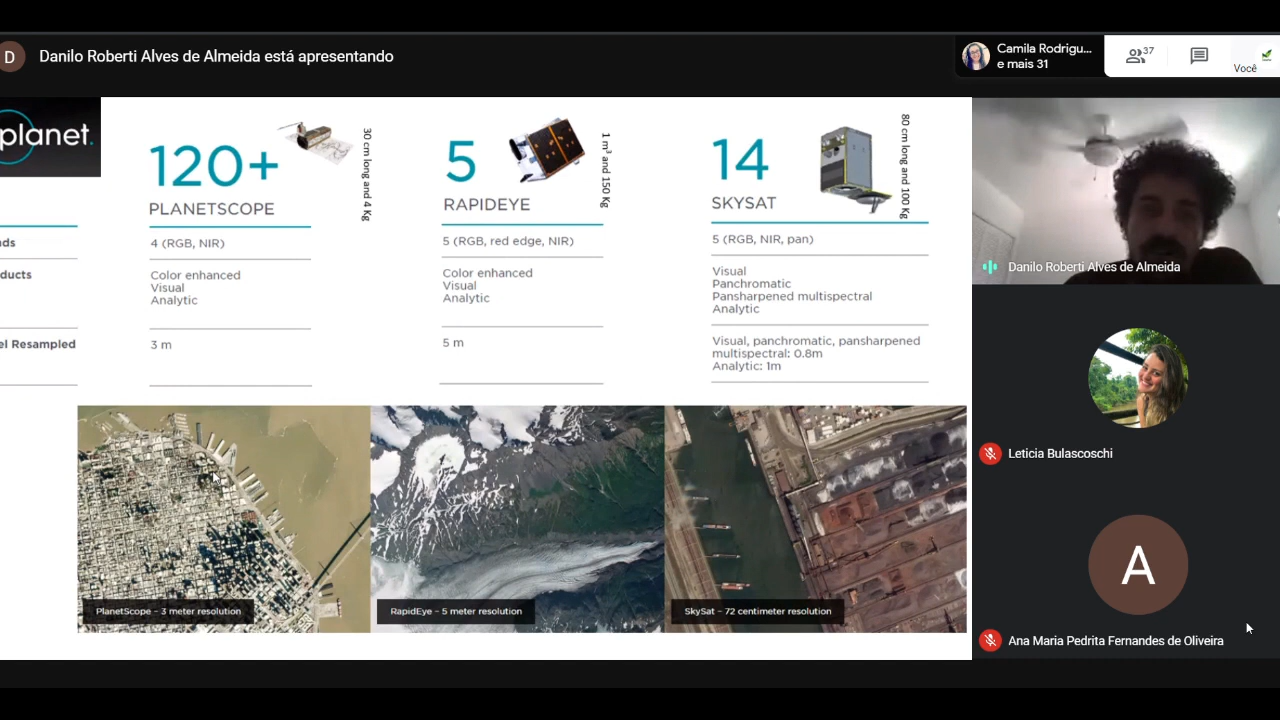 D
Danilo Roberti Alves de Almeida está apresentando
Camila Rodrigu...
e mais 31
37
Você
planet.
120+
PLANETSCOPE
30 cm long and 4 Kg
5
RAPIDEYE
1 m³ and 150 Kg
14
SKYSAT
80 cm long and 100 Kg
nds
4 (RGB, NIR)
5 (RGB, red edge, NIR)
5 (RGB, NIR, pan)
ducts
Color enhanced
Visual
Analytic
Color enhanced
Visual
Analytic
Visual
Panchromatic
Pansharpened multispectral
Analytic
el Resampled
3 m
5 m
Visual, panchromatic, pansharpened
multispectral: 0.8m
Analytic: 1m
PlanetScope – 3 meter resolution
RapidEye – 5 meter resolution
SkySat – 72 centimeter resolution
Danilo Roberti Alves de Almeida
Leticia Bulascoschi
A
Ana Maria Pedrita Fernandes de Oliveira